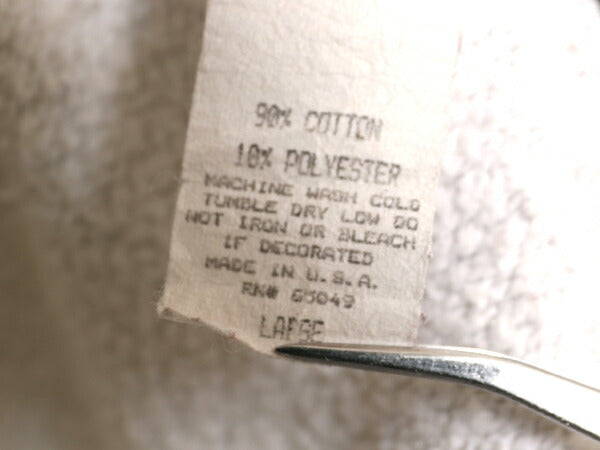 90% COTTON
10% POLYESTER
MACHINE WASH COLD
TUMBLE DRY LOW DO
NOT IRON OR BLEACH
IF DECORATED
MADE IN U.S.A.
RN# 65049
LARGE